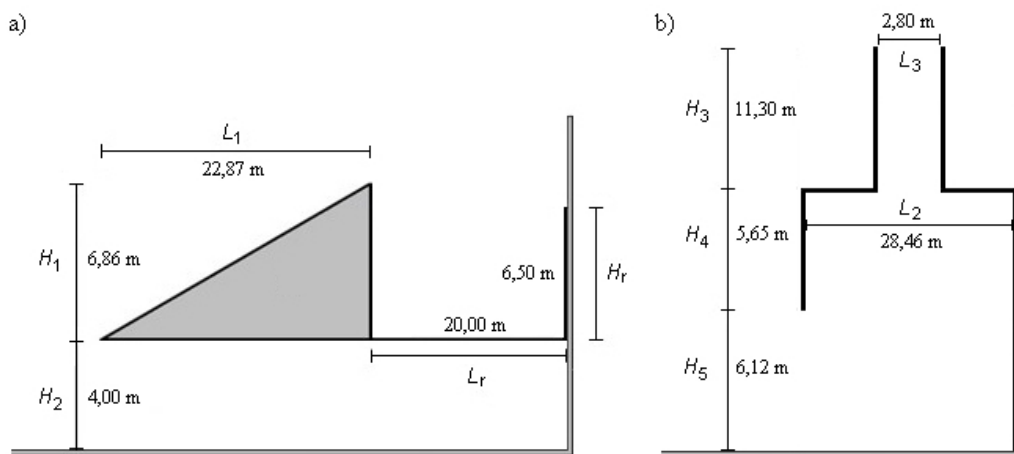 a)
L1
22,87 m
H1
6,86 m
H2
4,00 m
20,00 m
Lr
6,50 m
Hr
b)
2,80 m
L3
H3
11,30 m
H4
5,65 m
L2
28,46 m
H5
6,12 m